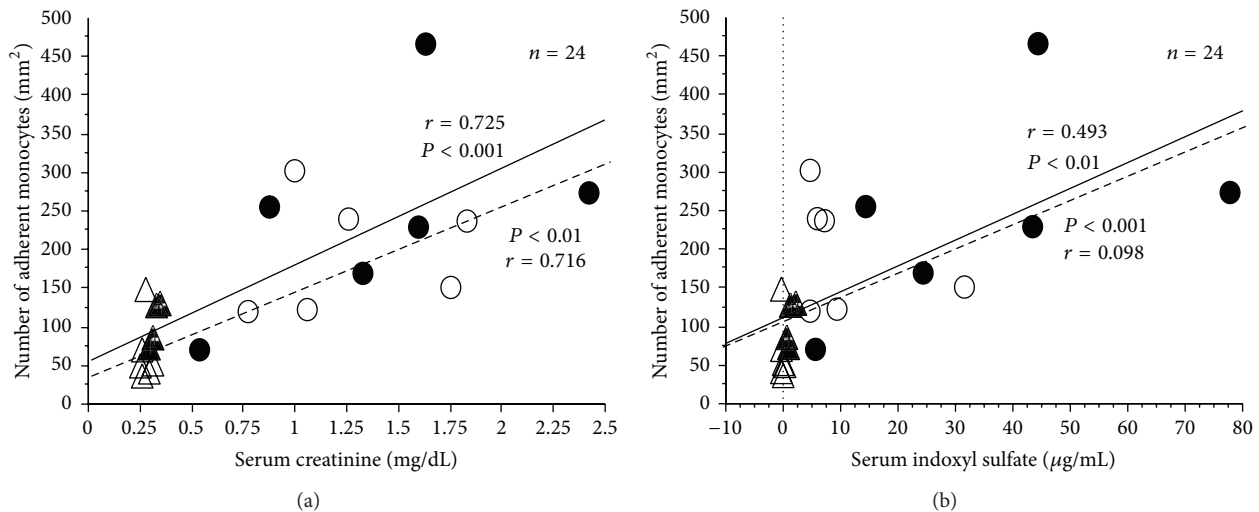 500
450
400
350
300
250
200
150
100
50
0
Number of adherent monocytes (mm²)
n = 24
r = 0.725
P < 0.001
P < 0.01
r = 0.716
0 0.25 0.5 0.75 1 1.25 1.5 1.75 2 2.25 2.5
Serum creatinine (mg/dL)
(a)
500
450
400
350
300
250
200
150
100
50
0
Number of adherent monocytes (mm²)
n = 24
r = 0.493
P < 0.01
P < 0.001
r = 0.098
−10 0 10 20 30 40 50 60 70 80
Serum indoxyl sulfate (μg/mL)
(b)